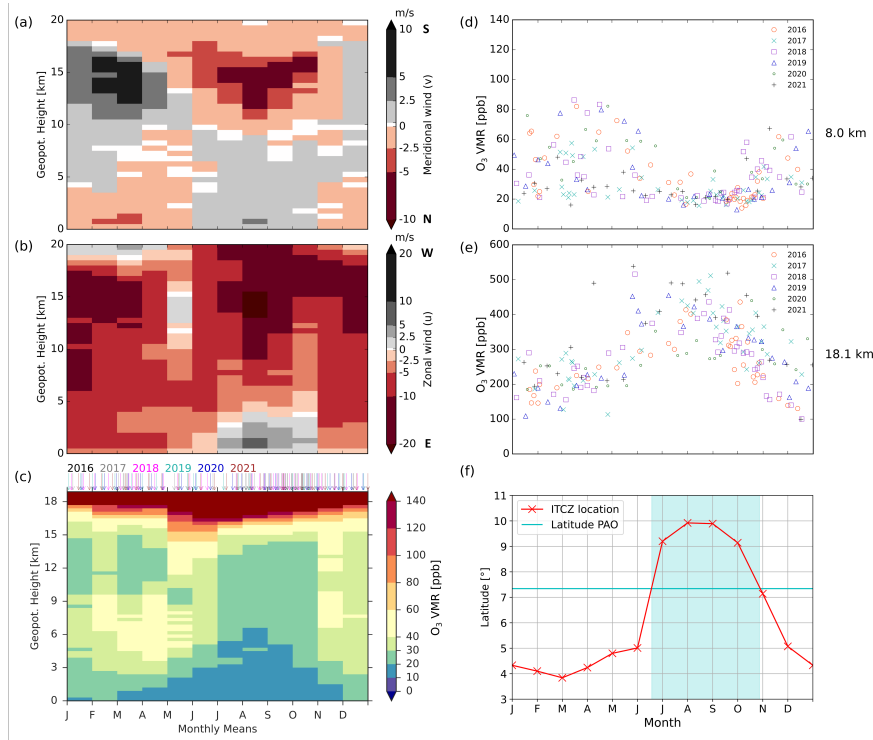 (a)
m/s
S
20
15
10
5
0
Geopot. Height [km]
10
5
2.5
0
-2.5
-5
-10
Meridional wind (v)
N
(b)
m/s
W
20
15
10
5
0
Geopot. Height [km]
20
10
5
2.5
0
-2.5
-5
-10
-20
Zonal wind (u)
E
(c)
2016 2017 2018 2019 2020 2021
18
15
12
9
6
3
0
Geopot. Height [km]
J F M A M J J A S O N D
Monthly Means
140
120
100
80
60
40
30
20
10
0
O3 VMR [ppb]
(d)
140
120
100
80
60
40
20
0
O3 VMR [ppb]
2016
2017
2018
2019
2020
2021
8.0 km
(e)
600
500
400
300
200
100
0
O3 VMR [ppb]
2016
2017
2018
2019
2020
2021
18.1 km
(f)
11
10
9
8
7
6
5
4
3
Latitude [°]
ITCZ location
Latitude PAO
J F M A M J J A S O N D
Month